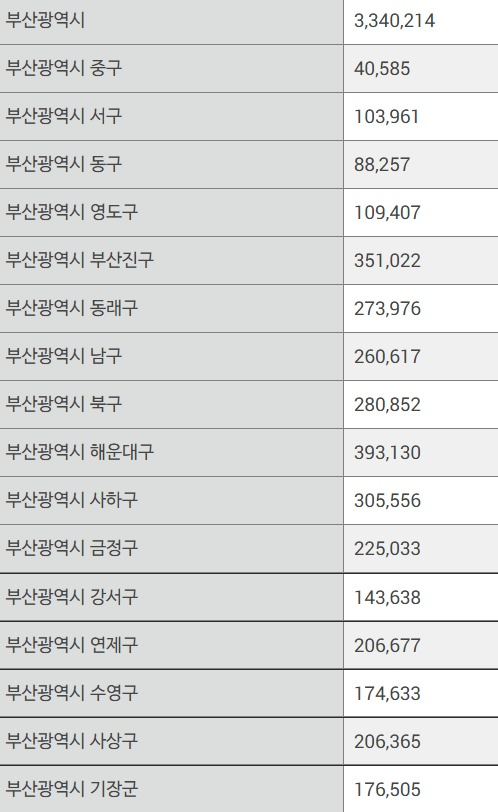 부산광역시 3,340,214
부산광역시 중구 40,585
부산광역시 서구 103,961
부산광역시 동구 88,257
부산광역시 영도구 109,407
부산광역시 부산진구 351,022
부산광역시 동래구 273,976
부산광역시 남구 260,617
부산광역시 북구 280,852
부산광역시 해운대구 393,130
부산광역시 사하구 305,556
부산광역시 금정구 225,033
부산광역시 강서구 143,638
부산광역시 연제구 206,677
부산광역시 수영구 174,633
부산광역시 사상구 206,365
부산광역시 기장군 176,505